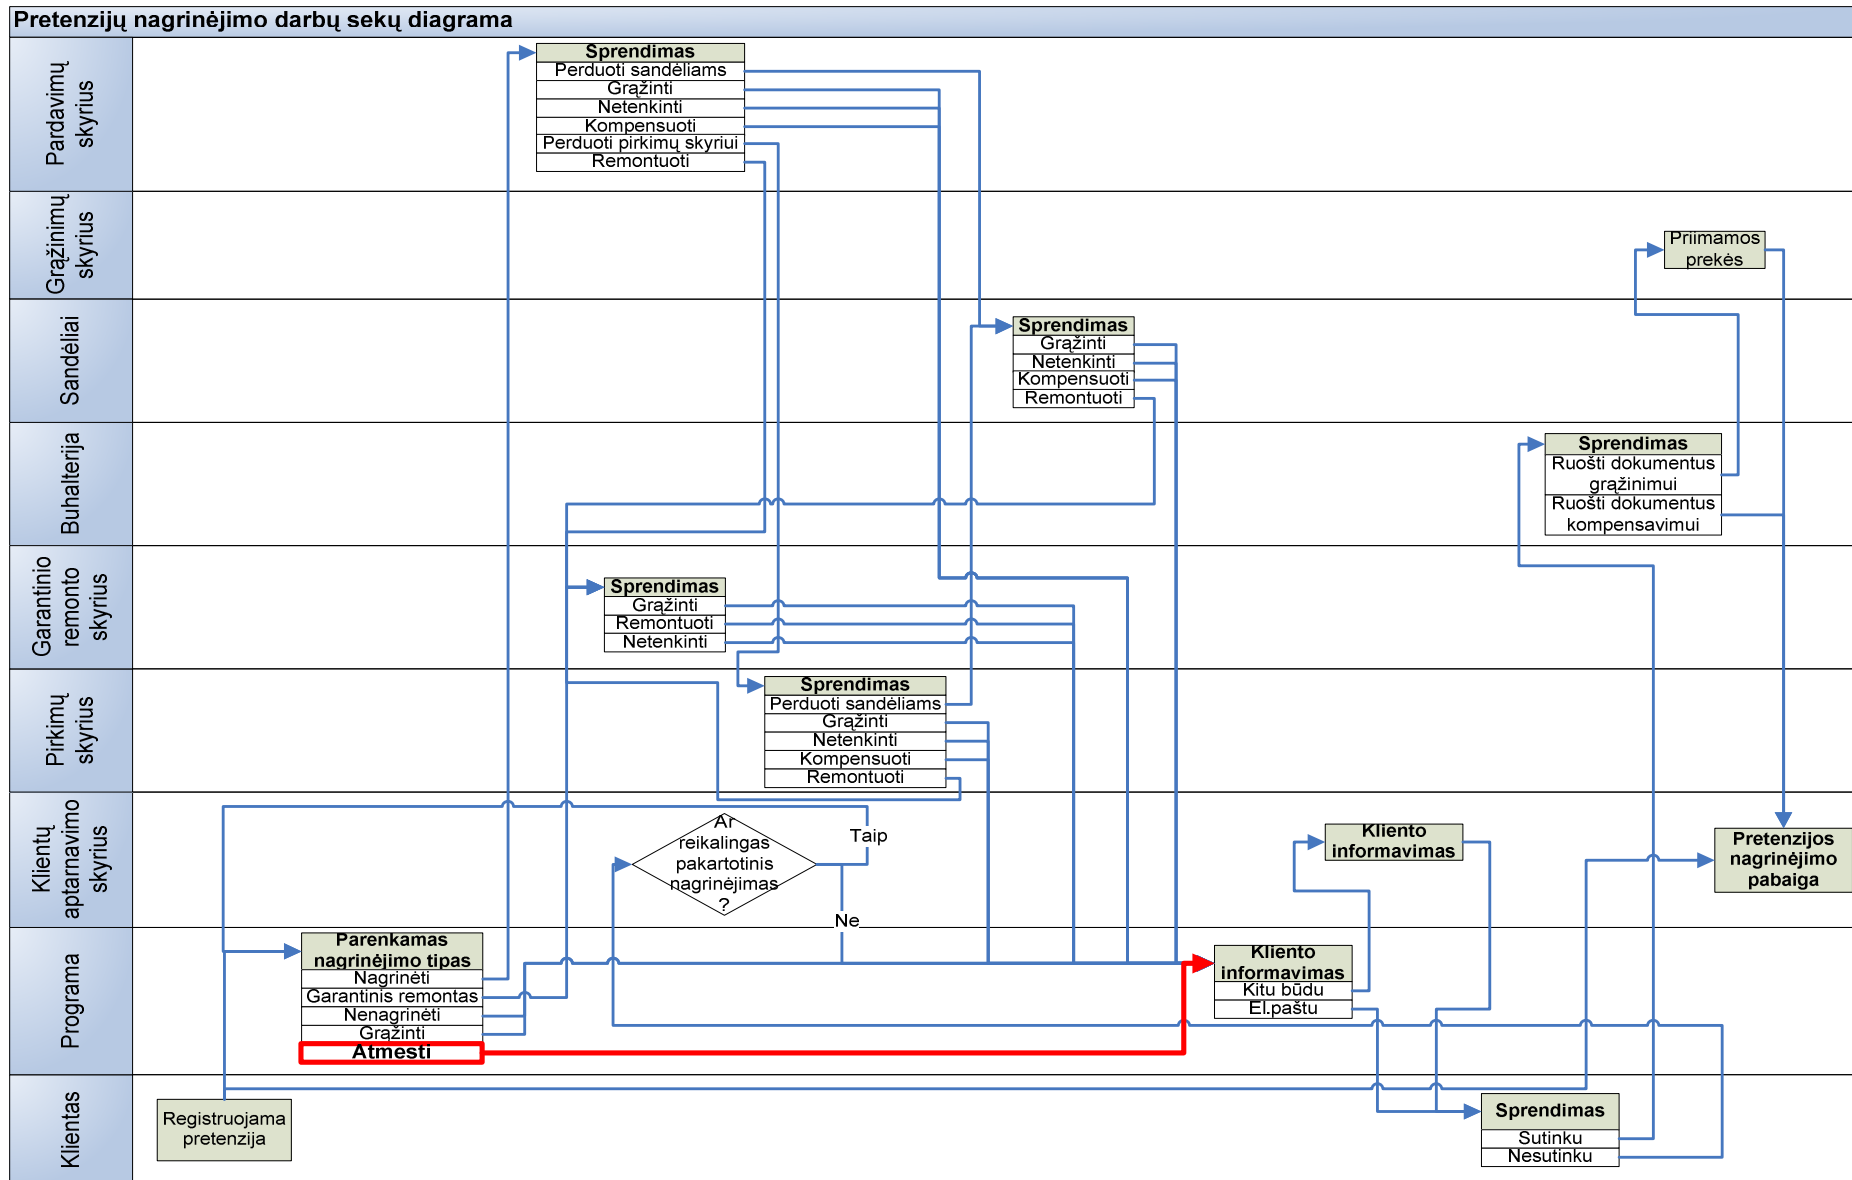 Pretenzijų nagrinėjimo darbų sekų diagrama
Pardavimų
skyrius
Sprendimas
Perduoti sandėliams
Grąžinti
Netenkinti
Kompensuoti
Perduoti pirkimų skyriui
Remontuoti
Grąžinimų
skyrius
Priimamos
prekės
Sandėliai
Sprendimas
Grąžinti
Netenkinti
Kompensuoti
Remontuoti
Buhalterija
Sprendimas
Ruošti dokumentus
grąžinimui
Ruošti dokumentus
kompensavimui
Garantinio
remonto
skyrius
Sprendimas
Grąžinti
Remontuoti
Netenkinti
Pirkimų
skyrius
Sprendimas
Perduoti sandėliams
Grąžinti
Netenkinti
Kompensuoti
Remontuoti
Klientų
aptarnavimo
skyrius
Ar
reikalingas
pakartotinis
nagrinėjimas
?
Taip
Ne
Kliento
informavimas
Pretenzijos
nagrinėjimo
pabaiga
Programa
Parenkamas
nagrinėjimo tipas
Nagrinėti
Garantinis remontas
Nenagrinėti
Grąžinti
Atmesti
Kliento
informavimas
Kitu būdu
El.paštu
Klientas
Registruojama
pretenzija
Sprendimas
Sutinku
Nesutinku